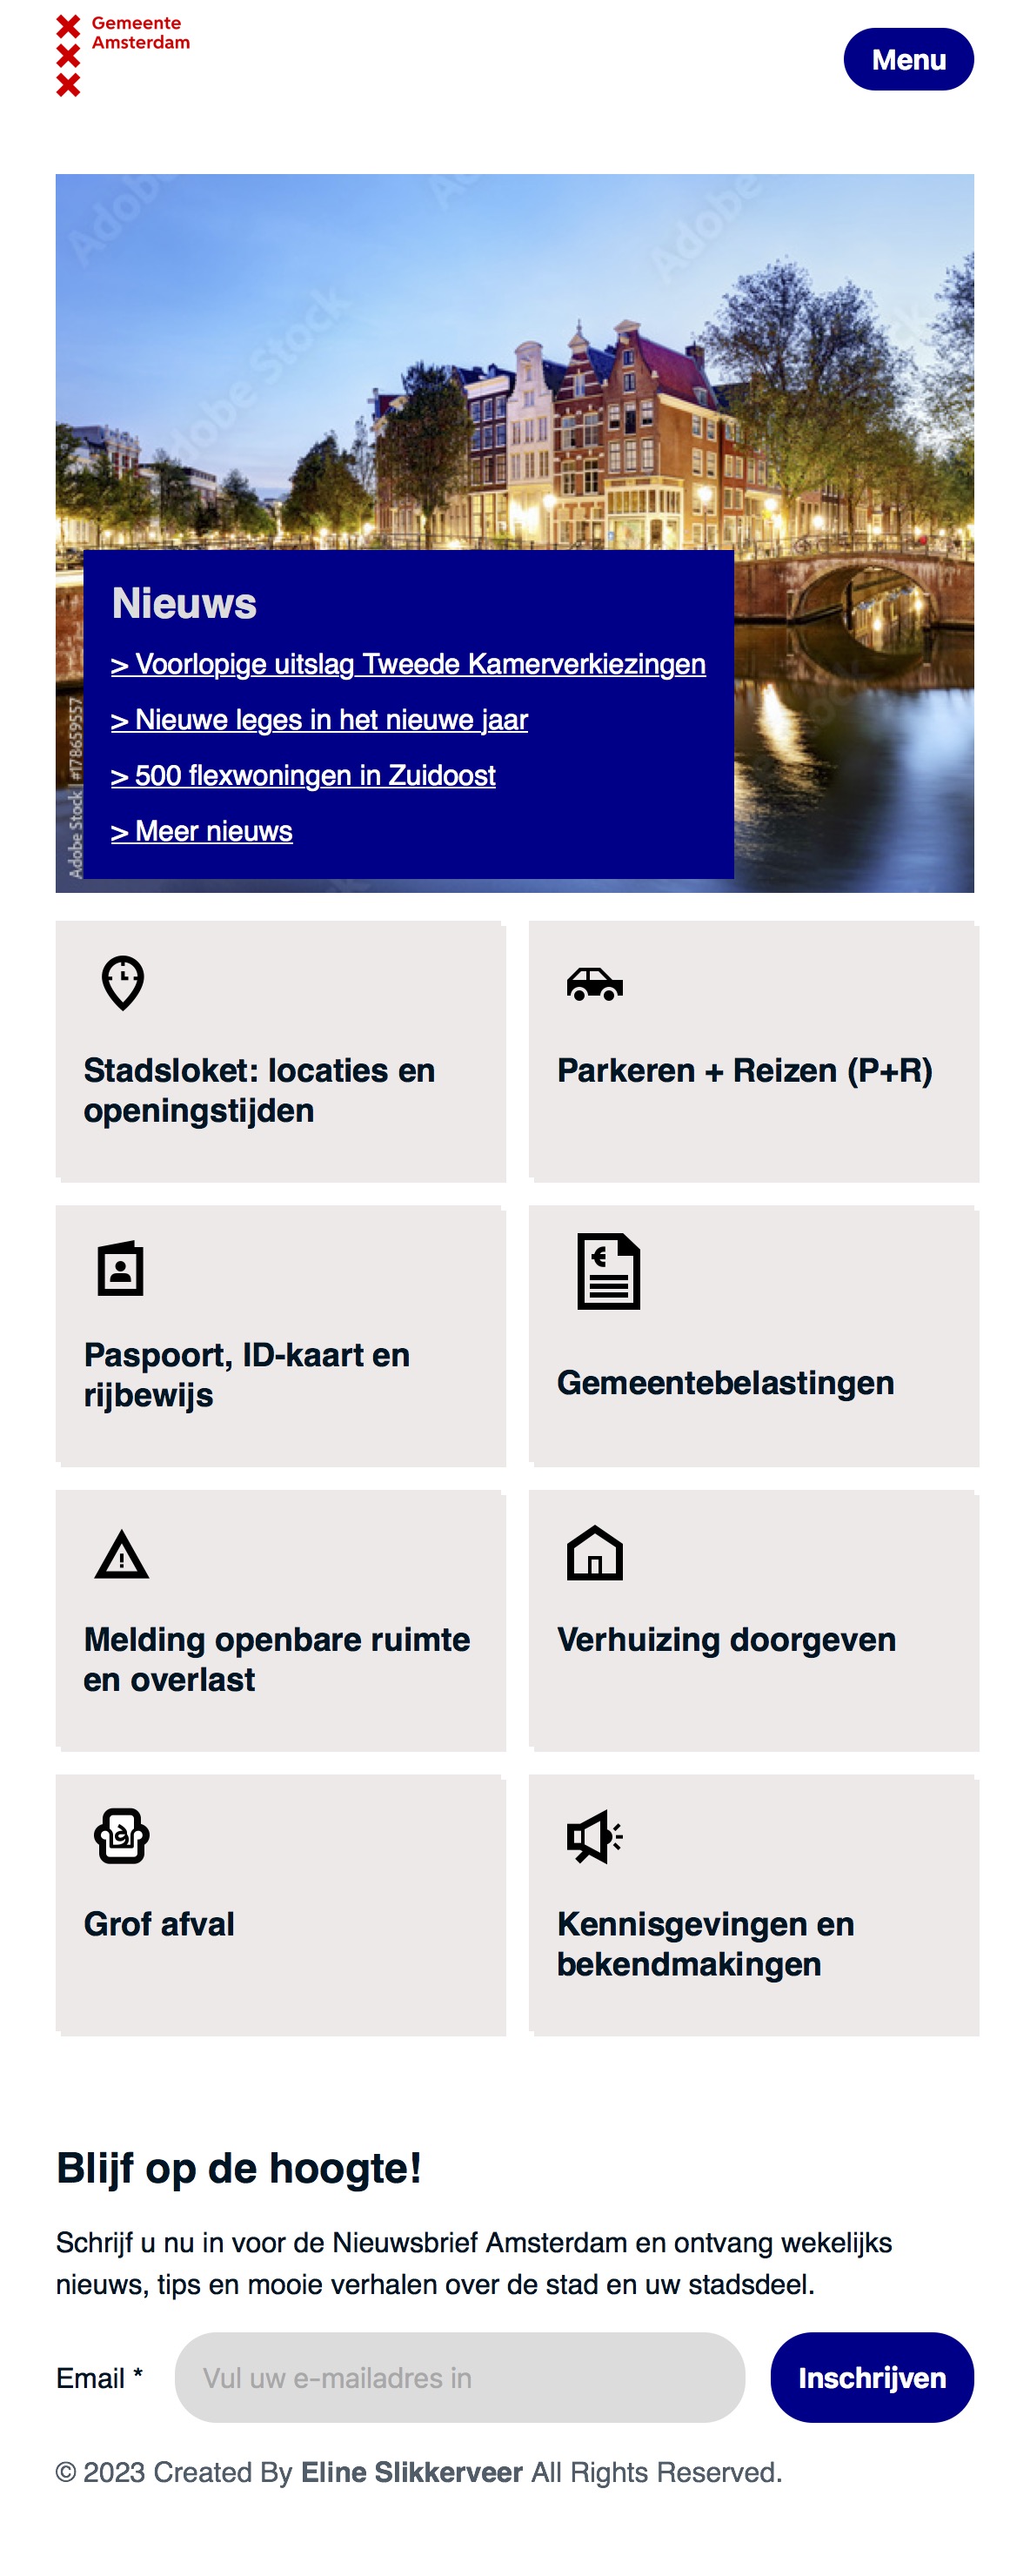 Gemeente
Amsterdam
Menu
Adobe
Adobe
Adobe Stock
Nieuws
> Voorlopige uitslag Tweede Kamerverkiezingen
> Nieuwe leges in het nieuwe jaar
> 500 flexwoningen in Zuidoost
> Meer nieuws
Adobe Stock | #178659557
Stadsloket: locaties en
openingstijden
Parkeren + Reizen (P+R)
Paspoort, ID-kaart en
rijbewijs
€
Gemeentebelastingen
Melding openbare ruimte
en overlast
Verhuizing doorgeven
Grof afval
Kennisgevingen en
bekendmakingen
Blijf op de hoogte!
Schrijf u nu in voor de Nieuwsbrief Amsterdam en ontvang wekelijks
nieuws, tips en mooie verhalen over de stad en uw stadsdeel.
Email *
Vul uw e-mailadres in
Inschrijven
© 2023 Created By Eline Slikkerveer All Rights Reserved.